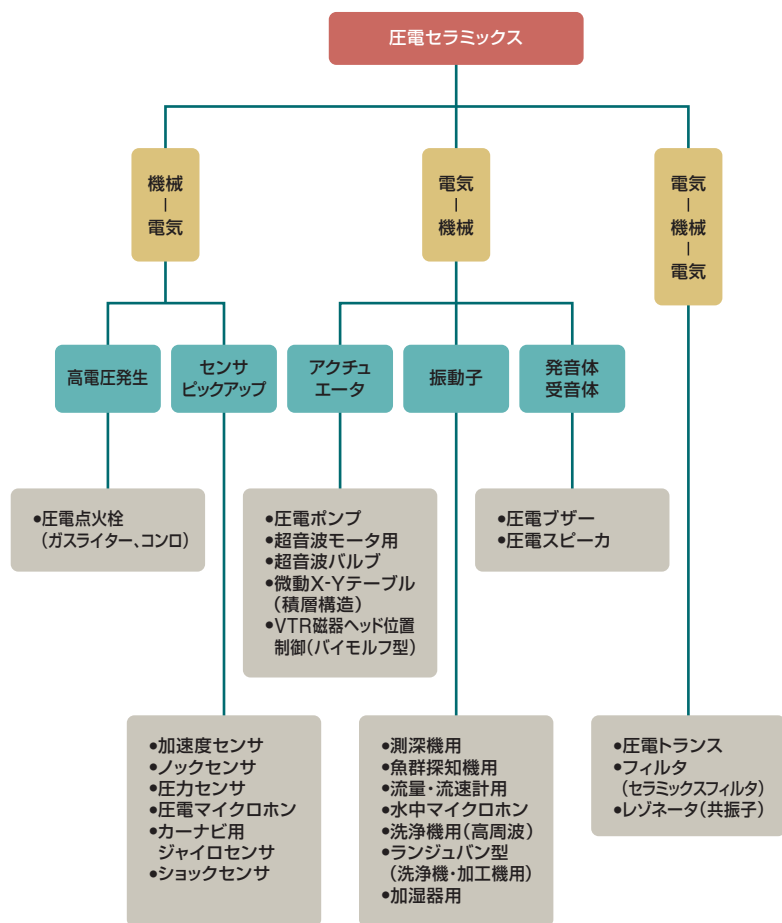 圧電セラミックス
機械
ー
電気
電気
ー
機械
電気
ー
機械
ー
電気
高電圧発生
センサ
ピックアップ
アクチュ
エータ
振動子
発音体
受音体
●圧電点火栓
(ガスライター、コンロ)
●圧電ポンプ
●超音波モータ用
●超音波バルブ
●微動X-Yテーブル
(積層構造)
●VTR磁器ヘッド位置
制御(バイモルフ型)
●圧電ブザー
●圧電スピーカ
●加速度センサ
●ノックセンサ
●圧力センサ
●圧電マイクロホン
●カーナビ用
ジャイロセンサ
●ショックセンサ
●測深機用
●魚群探知機用
●流量・流速計用
●水中マイクロホン
●洗浄機用(高周波)
●ランジュバン型
(洗浄機・加工機用)
●加湿器用
●圧電トランス
●フィルタ
(セラミックスフィルタ)
●レゾネータ(共振子)